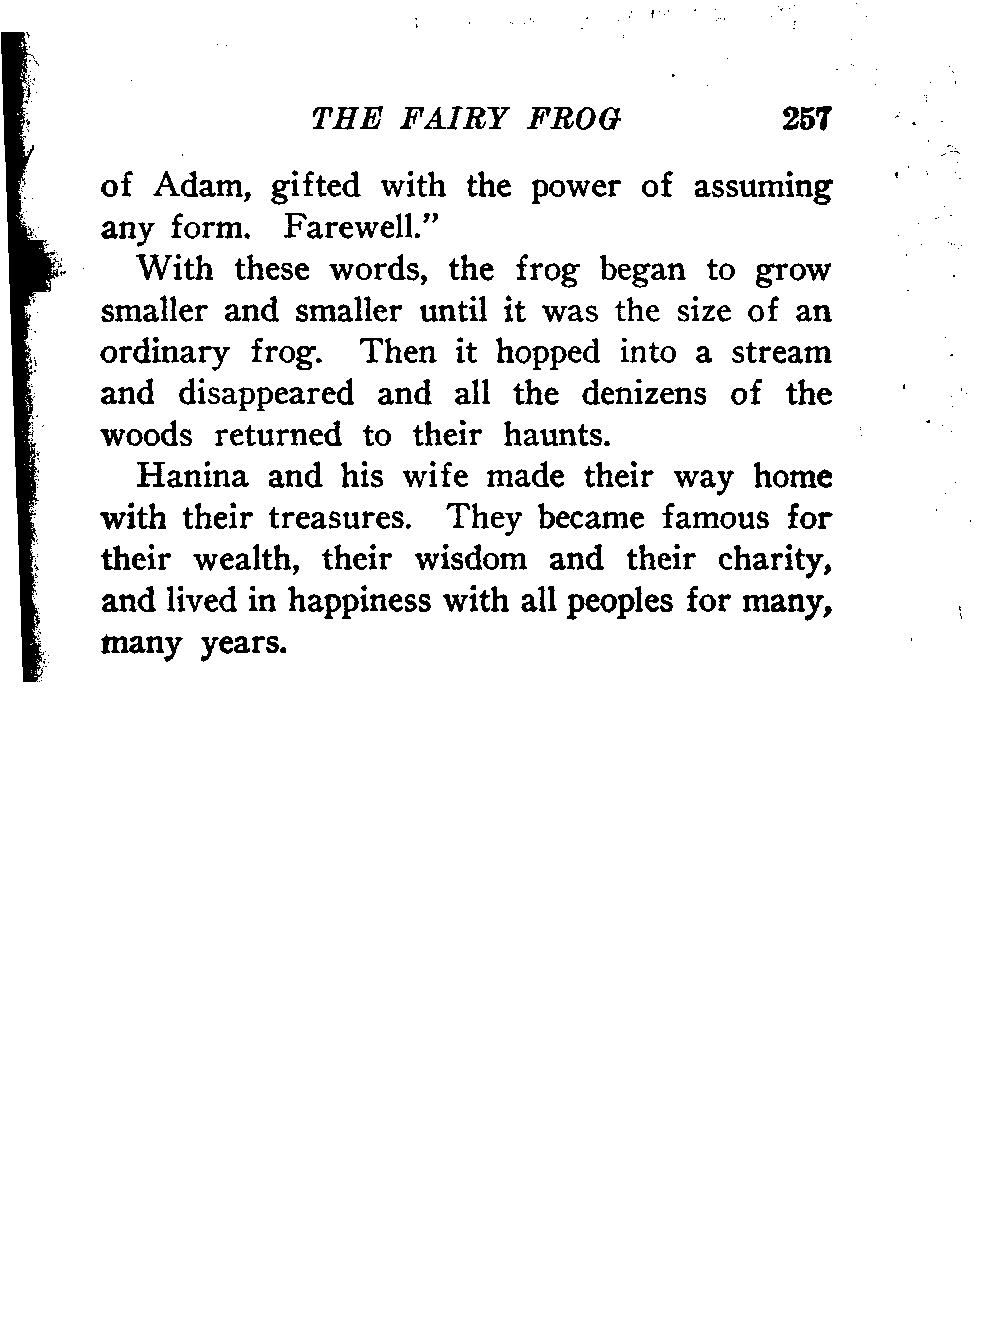 THE FAIRY FROG 257
of Adam, gifted with the power of assuming
any form. Farewell."
With these words, the frog began to grow
smaller and smaller until it was the size of an
ordinary frog. Then it hopped into a stream
and disappeared and all the denizens of the
woods returned to their haunts.
Hanina and his wife made their way home
with their treasures. They became famous for
their wealth, their wisdom and their charity,
and lived in happiness with all peoples for many,
many years.